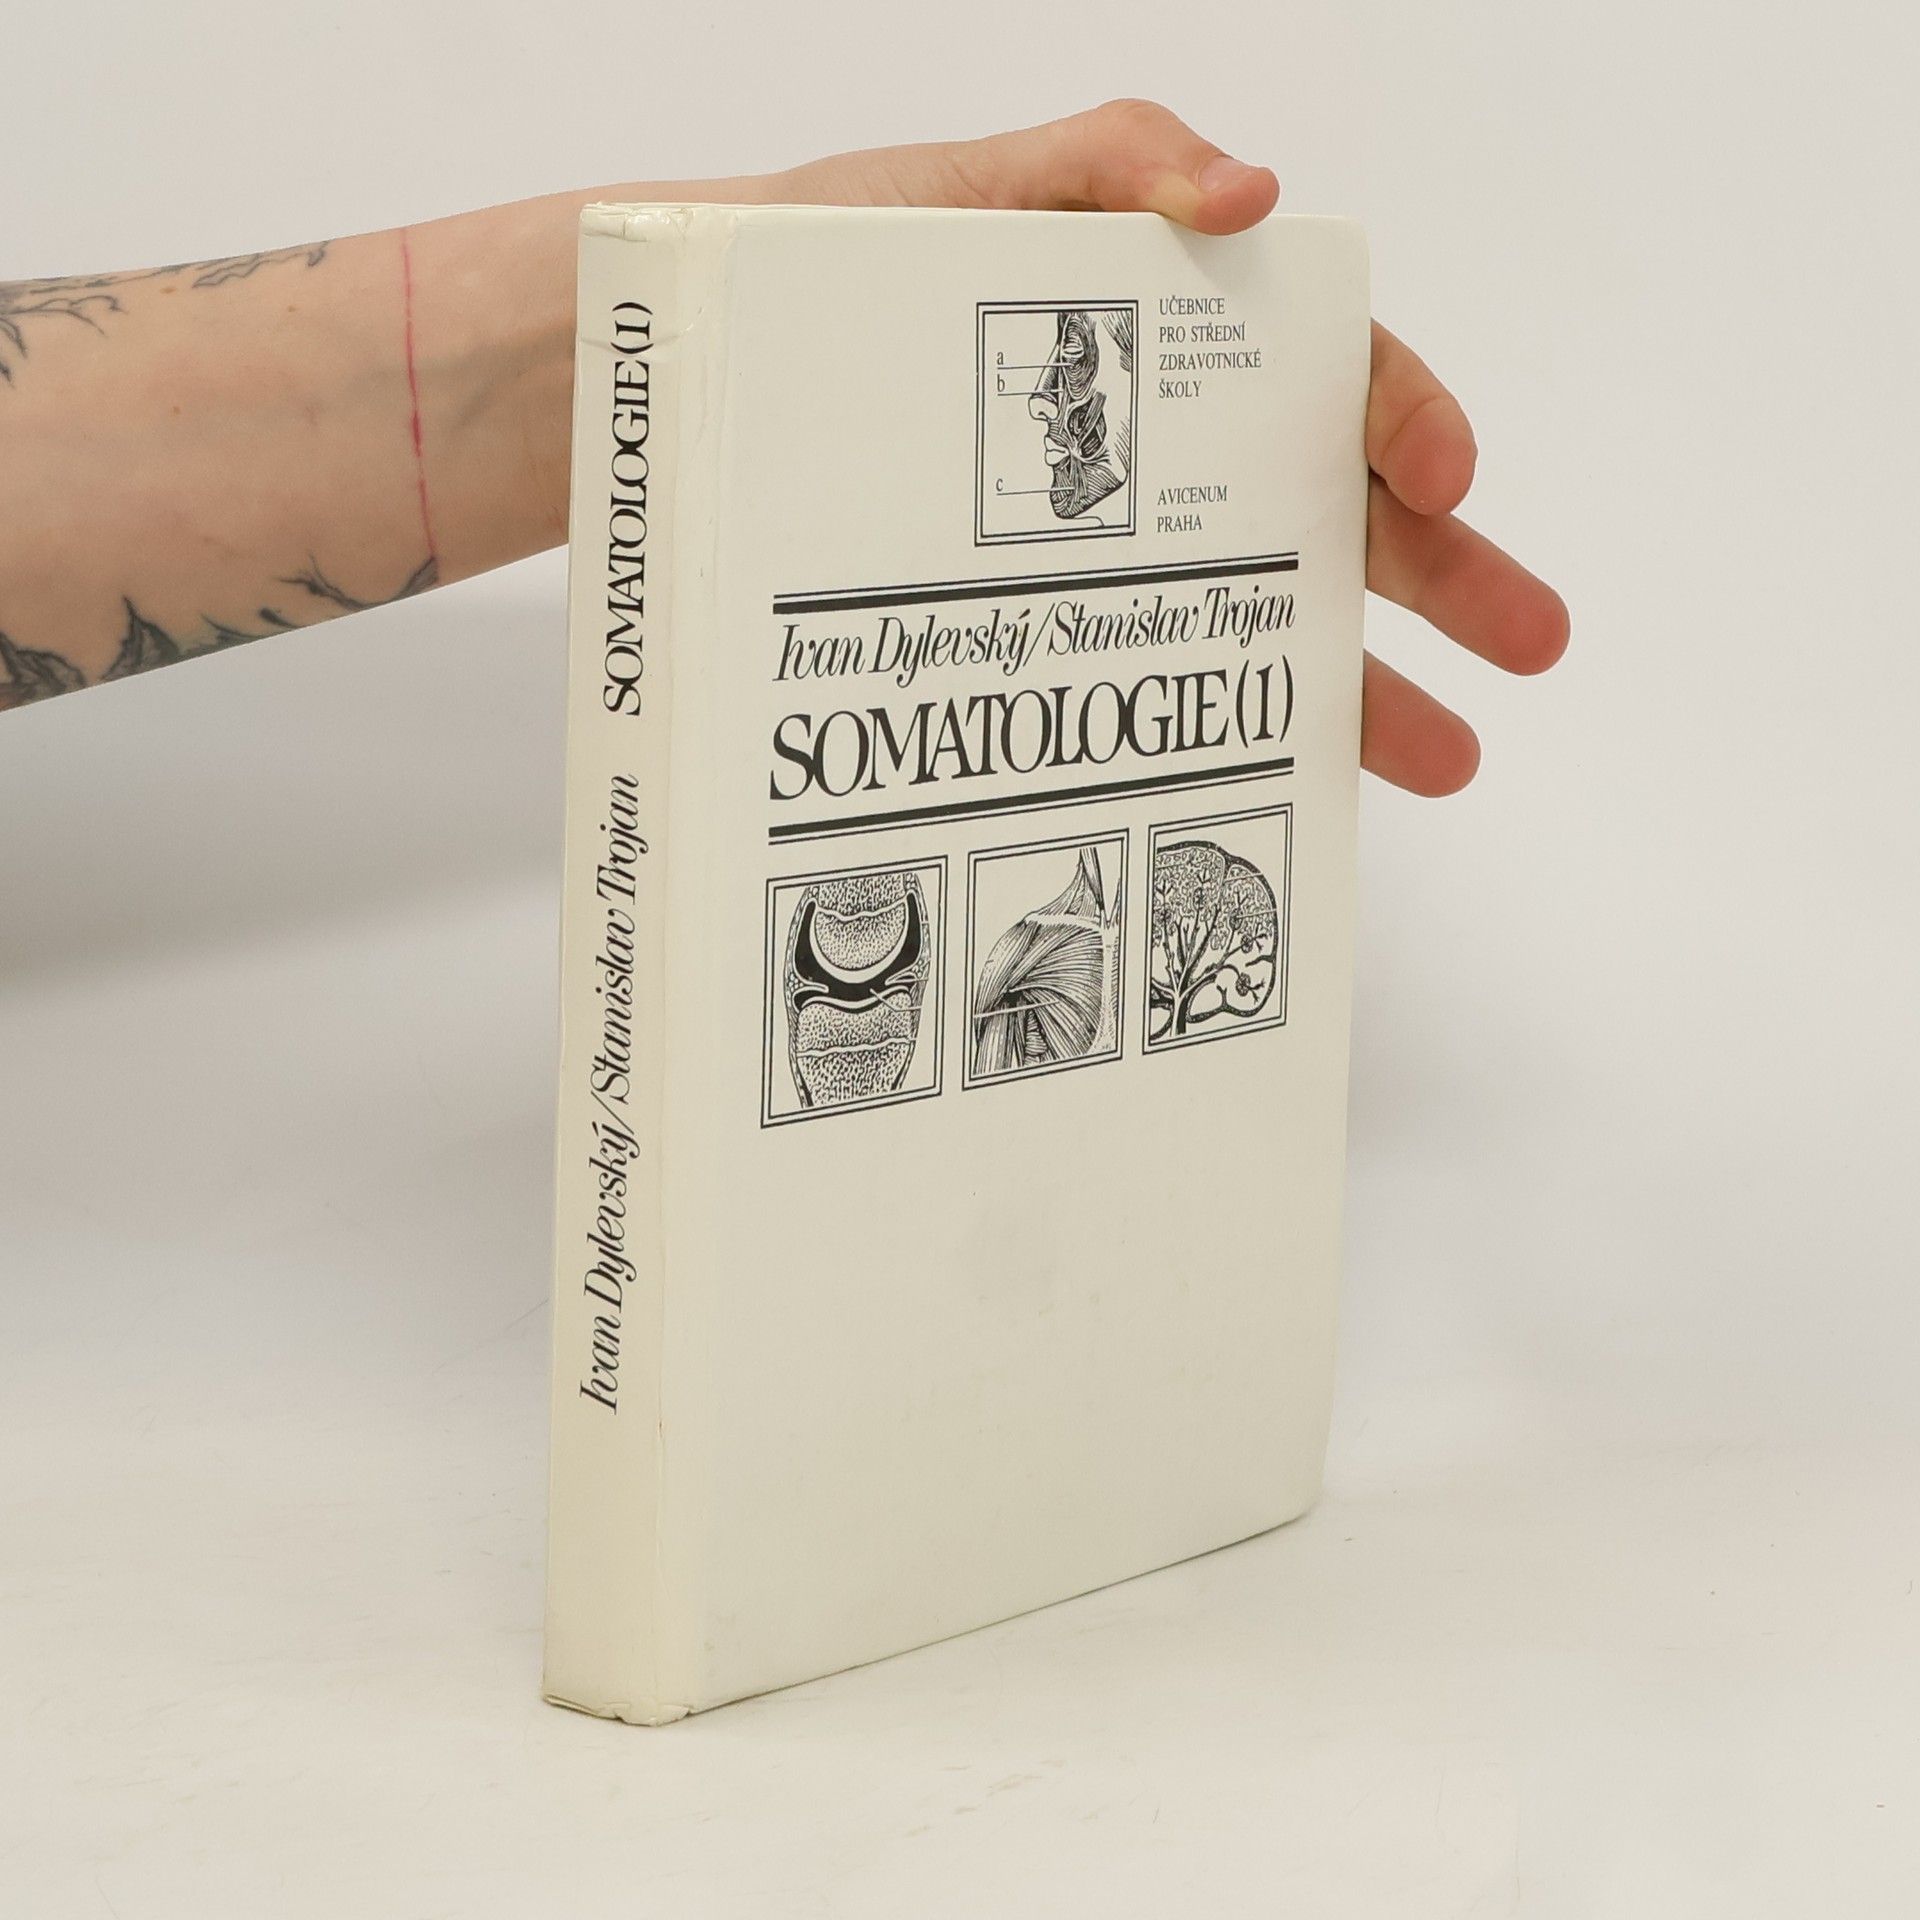 SOMATOLOGIE (1)
Ivan Dylevský/Stanislav Trojan
a
b
c
UČEBNICE
PRO STŘEDNÍ
ZDRAVOTNICKÉ
ŠKOLY
AVICENUM
PRAHA
Ivan Dylevský/Stanislav Trojan
SOMATOLOGIE (1)